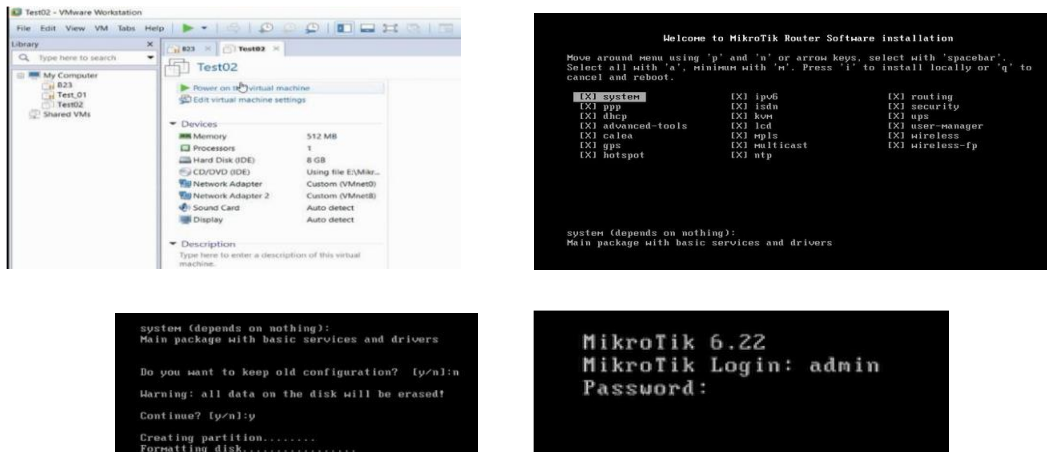 Test02 - VMware Workstation
File Edit View VM Tabs Help
Library
Type here to search
My Computer
823
Test_01
Test02
Shared VMs
823
Test02
Test02
Power on this virtual machine
Edit virtual machine settings
Devices
Memory 512 MB
Processors 1
Hard Disk (IDE) 8 GB
CD/DVD (IDE) Using file E:\Mikr...
Network Adapter Custom (VMnet0)
Network Adapter 2 Custom (VMnet8)
Sound Card Auto detect
Display Auto detect
Description
Type here to enter a description of this virtual
machine.
Welcome to MikroTik Router Software installation
Move around menu using 'p' and 'n' or arrow keys, select with 'spacebar'.
Select all with 'a', minimum with 'm'. Press 'i' to install locally or 'q' to
cancel and reboot.
[X] system [X] ipv6 [X] routing
[X] ppp [X] isdn [X] security
[X] dhcp [X] kvm [X] ups
[X] advanced-tools [X] lcd [X] user-manager
[X] calea [X] mpls [X] wireless
[X] gps [X] multicast [X] wireless-fp
[X] hotspot [X] ntp
system (depends on nothing):
Main package with basic services and drivers
system (depends on nothing):
Main package with basic services and drivers
Do you want to keep old configuration? [y/n]:n
Warning: all data on the disk will be erased!
Continue? [y/n]:y
Creating partition........
Formatting disk.................
MikroTik 6.22
MikroTik Login: admin
Password: